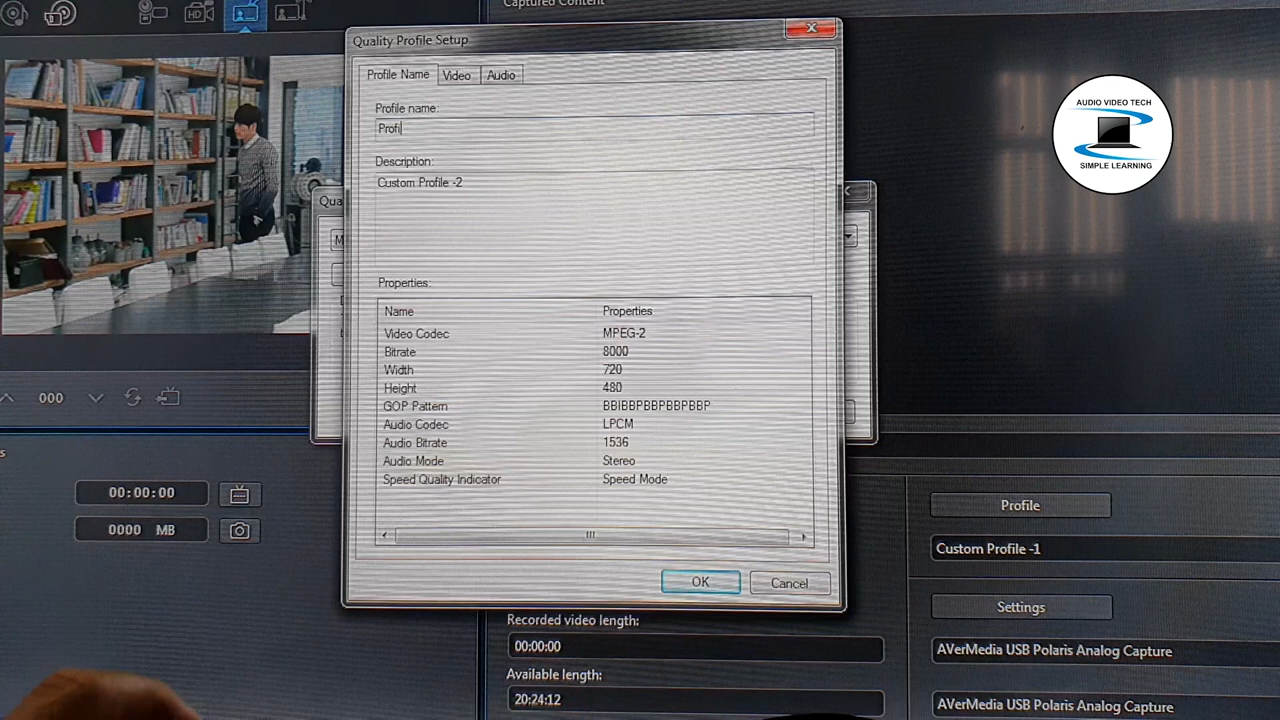 Captured Content
HD
Quality Profile Setup
Profile Name
Video
Audio
Profile name:
Profi
Description:
Custom Profile -2
Properties:
Name Properties
Video Codec MPEG-2
Bitrate 8000
Width 720
Height 480
GOP Pattern BBIBBPBBPBBPBBP
Audio Codec LPCM
Audio Bitrate 1536
Audio Mode Stereo
Speed Quality Indicator Speed Mode
OK
Cancel
AUDIO VIDEO TECH
SIMPLE LEARNING
Qua
M
000
s
00:00:00
0000 MB
Recorded video length:
00:00:00
Available length:
20:24:12
Profile
Custom Profile -1
Settings
AVerMedia USB Polaris Analog Capture
AVerMedia USB Polaris Analog Capture